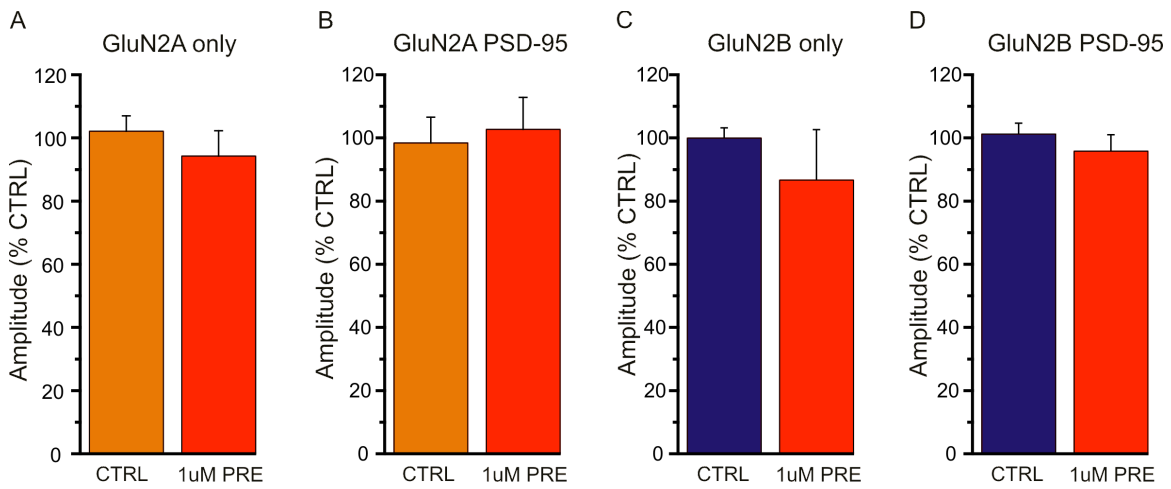 A
GluN2A only
Amplitude (% CTRL)
120
100
80
60
40
20
0
CTRL
1uM PRE
B
GluN2A PSD-95
Amplitude (% CTRL)
120
100
80
60
40
20
0
CTRL
1uM PRE
C
GluN2B only
Amplitude (% CTRL)
120
100
80
60
40
20
0
CTRL
1uM PRE
D
GluN2B PSD-95
Amplitude (% CTRL)
120
100
80
60
40
20
0
CTRL
1uM PRE